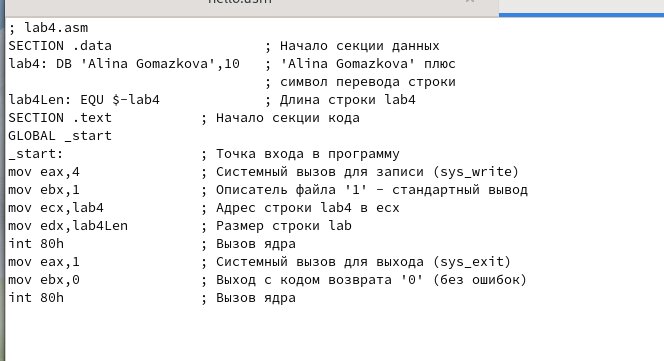 hello.asm
; lab4.asm
SECTION .data ; Начало секции данных
lab4: DB 'Alina Gomazkova',10 ; 'Alina Gomazkova' плюс
; символ перевода строки
lab4Len: EQU $-lab4 ; Длина строки lab4
SECTION .text ; Начало секции кода
GLOBAL _start
_start: ; Точка входа в программу
mov eax,4 ; Системный вызов для записи (sys_write)
mov ebx,1 ; Описатель файла '1' - стандартный вывод
mov ecx,lab4 ; Адрес строки lab4 в ecx
mov edx,lab4Len ; Размер строки lab
int 80h ; Вызов ядра
mov eax,1 ; Системный вызов для выхода (sys_exit)
mov ebx,0 ; Выход с кодом возврата '0' (без ошибок)
int 80h ; Вызов ядра